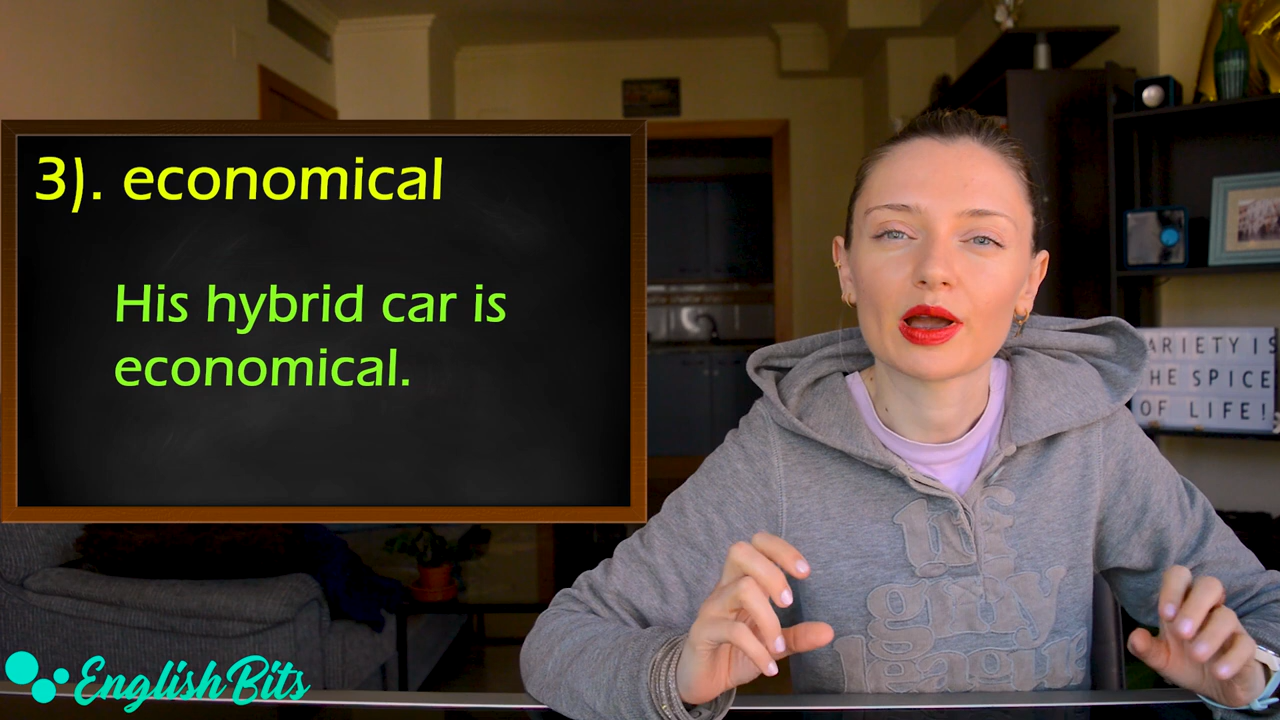 3). economical
His hybrid car is
economical.
ARIETY IS
HE SPICE
OF LIFE!
EnglishBits